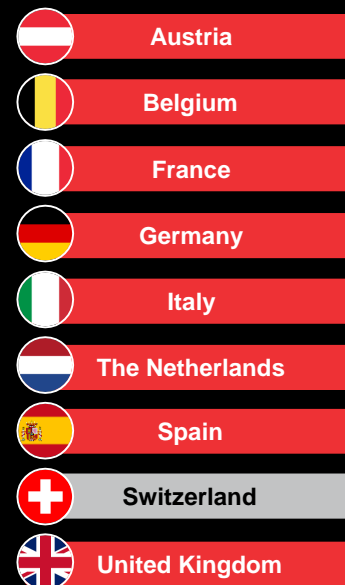 Austria
Belgium
France
Germany
Italy
The Netherlands
Spain
Switzerland
United Kingdom